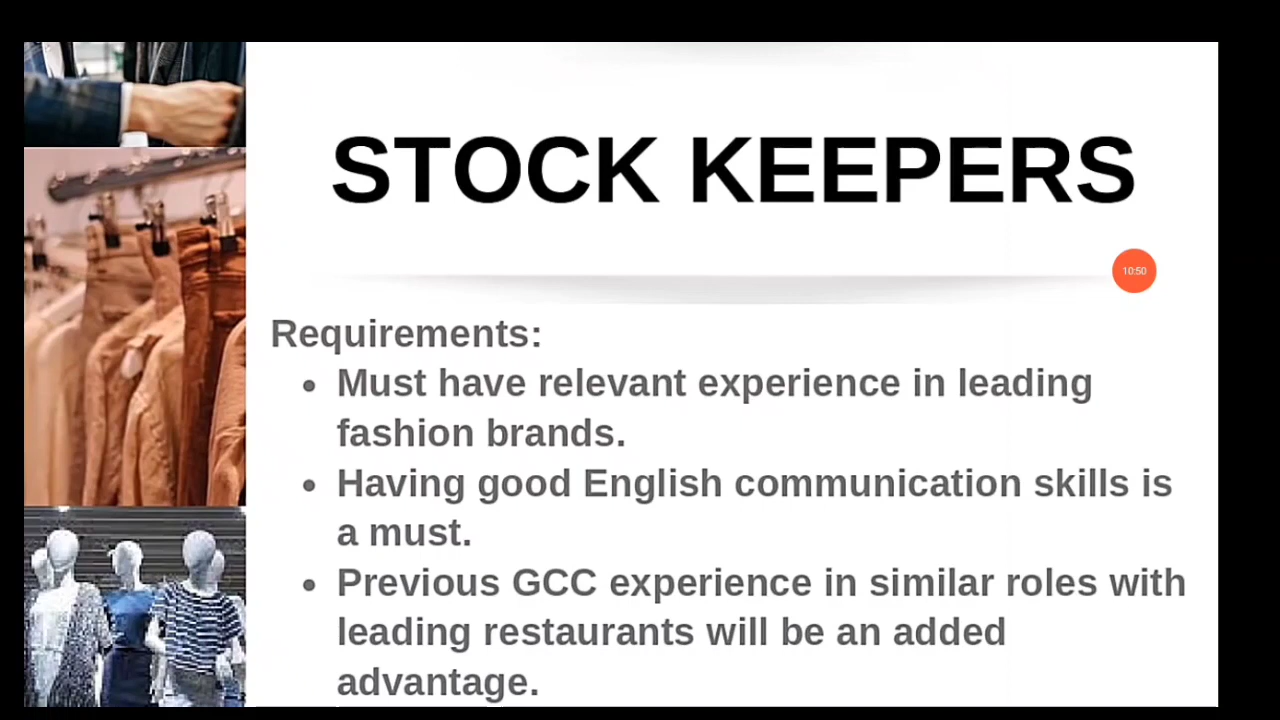 STOCK KEEPERS
10:50
Requirements:
• Must have relevant experience in leading
fashion brands.
• Having good English communication skills is
a must.
• Previous GCC experience in similar roles with
leading restaurants will be an added
advantage.